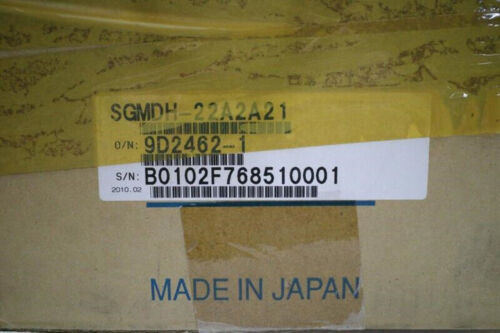 SGMDH-22A2A21
O/N: 9D2462-1
S/N: B0102F768510001
2010.02
MADE IN JAPAN